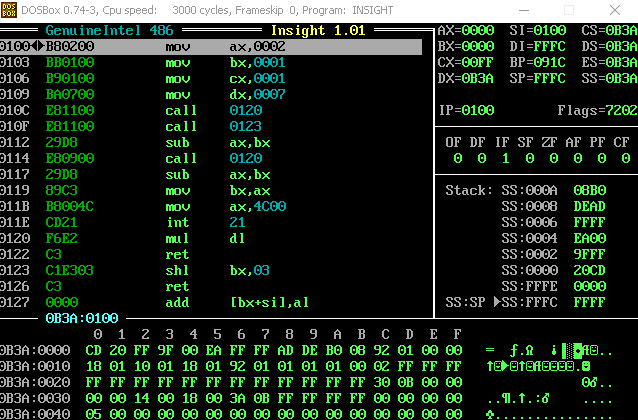 DOSBox 0.74-3, Cpu speed: 3000 cycles, Frameskip 0, Program: INSIGHT
GenuineIntel 486 Insight 1.01
0100 B80200 mov ax,0002
0103 BB0100 mov bx,0001
0106 B90100 mov cx,0001
0109 BA0700 mov dx,0007
010C E81100 call 0120
010F E81100 call 0123
0112 29D8 sub ax,bx
0114 E80900 call 0120
0117 29D8 sub ax,bx
0119 89C3 mov bx,ax
011B B8004C mov ax,4C00
011E CD21 int 21
0120 F6E2 mul dl
0122 C3 ret
0123 C1E303 shl bx,03
0126 C3 ret
0127 0000 add [bx+si],al
0B3A:0100
AX=0000 SI=0100 CS=0B3A
BX=0000 DI=FFFC DS=0B3A
CX=00FF BP=091C ES=0B3A
DX=0B3A SP=FFFC SS=0B3A
IP=0100 Flags=7202
OF DF IF SF ZF AF PF CF
0 0 1 0 0 0 0 0
Stack: SS:000A 08B0
SS:0008 DEAD
SS:0006 FFFF
SS:0004 EA00
SS:0002 9FFF
SS:0000 20CD
SS:FFFE 0000
SS:SP SS:FFFC FFFF
0 1 2 3 4 5 6 7 8 9 A B C D E F
0B3A:0000 CD 20 FF 9F 00 EA FF FF AD DE B0 08 92 01 00 00
0B3A:0010 18 01 10 01 18 01 92 01 01 01 01 00 02 FF FF FF
0B3A:0020 FF FF FF FF FF FF FF FF FF FF FF FF 30 0B 00 00
0B3A:0030 00 00 14 00 18 00 3A 0B FF FF FF FF 00 00 00 00
0B3A:0040 05 00 00 00 00 00 00 00 00 00 00 00 00 00 00 00